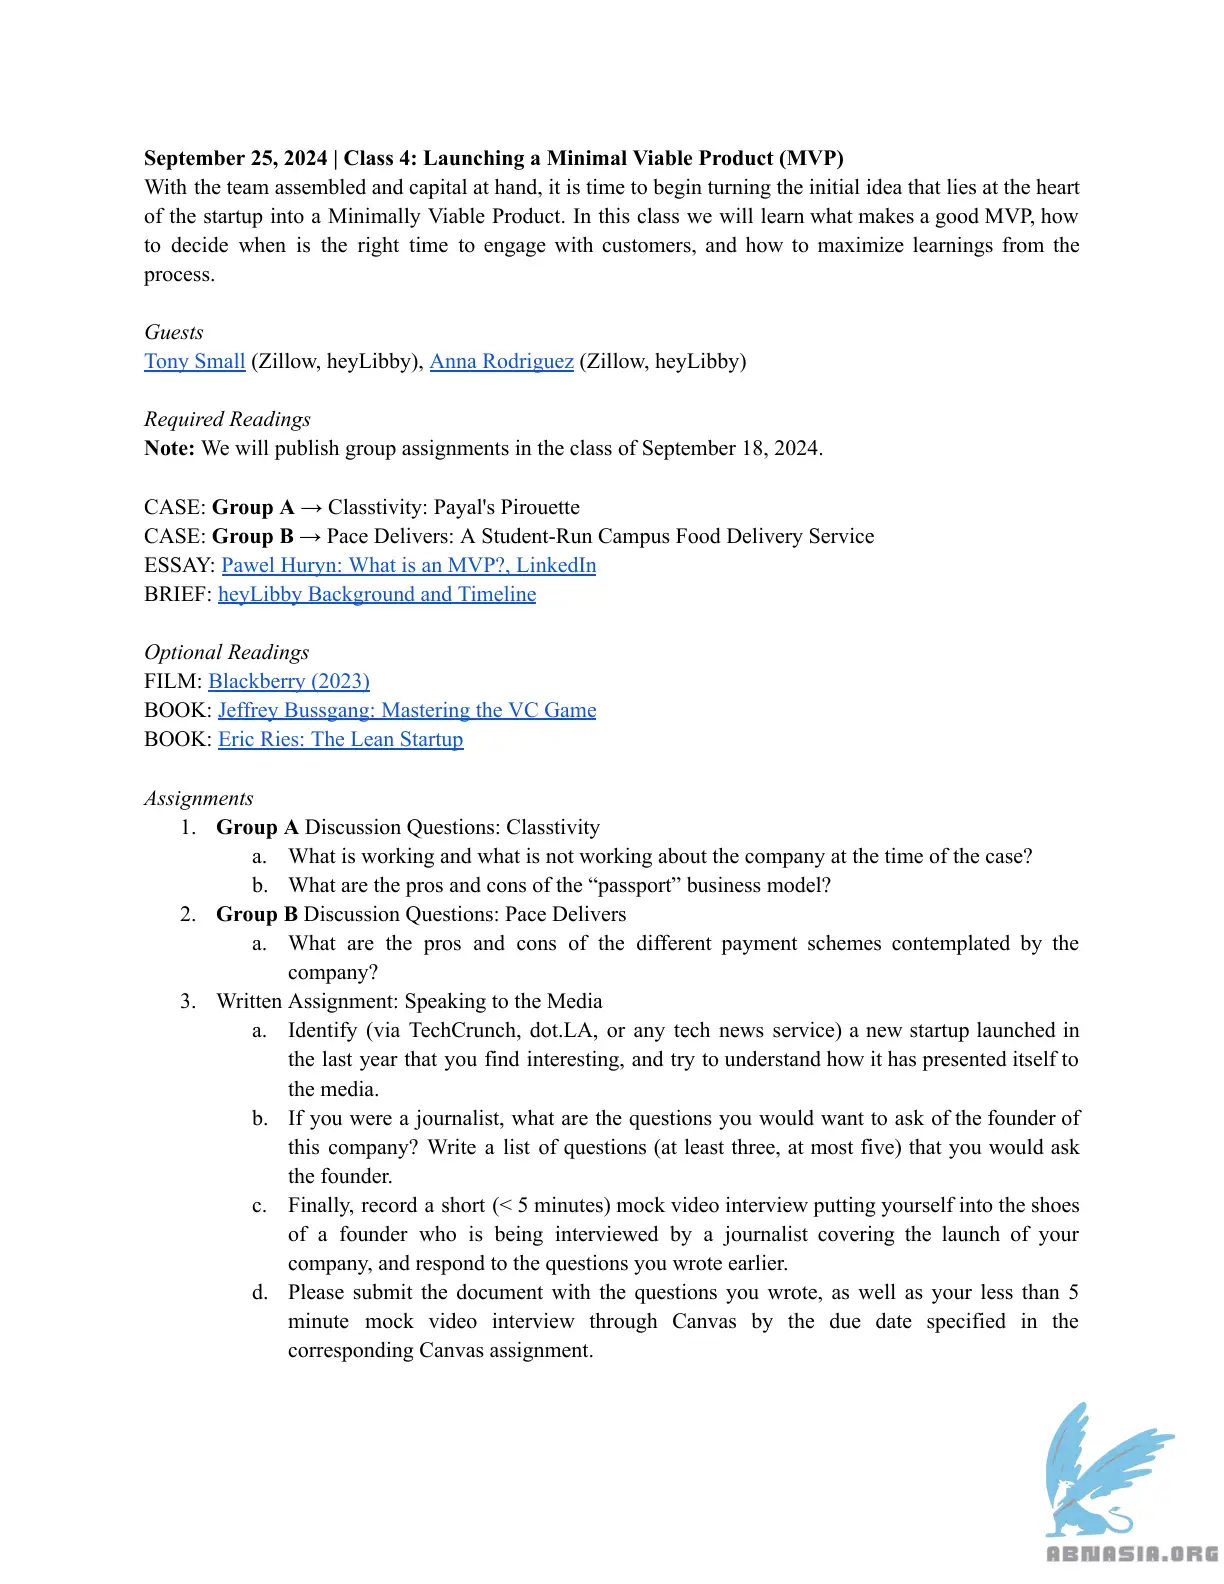 September 25, 2024 | Class 4: Launching a Minimal Viable Product (MVP)
With the team assembled and capital at hand, it is time to begin turning the initial idea that lies at the heart
of the startup into a Minimally Viable Product. In this class we will learn what makes a good MVP, how
to decide when is the right time to engage with customers, and how to maximize learnings from the
process.
Guests
Tony Small (Zillow, heyLibby), Anna Rodriguez (Zillow, heyLibby)
Required Readings
Note: We will publish group assignments in the class of September 18, 2024.
CASE: Group A → Classtivity: Payal's Pirouette
CASE: Group B → Pace Delivers: A Student-Run Campus Food Delivery Service
ESSAY: Pawel Huryn: What is an MVP?, LinkedIn
BRIEF: heyLibby Background and Timeline
Optional Readings
FILM: Blackberry (2023)
BOOK: Jeffrey Bussgang: Mastering the VC Game
BOOK: Eric Ries: The Lean Startup
Assignments
1. Group A Discussion Questions: Classtivity
a. What is working and what is not working about the company at the time of the case?
b. What are the pros and cons of the “passport” business model?
2. Group B Discussion Questions: Pace Delivers
a. What are the pros and cons of the different payment schemes contemplated by the
company?
3. Written Assignment: Speaking to the Media
a. Identify (via TechCrunch, dot.LA, or any tech news service) a new startup launched in
the last year that you find interesting, and try to understand how it has presented itself to
the media.
b. If you were a journalist, what are the questions you would want to ask of the founder of
this company? Write a list of questions (at least three, at most five) that you would ask
the founder.
c. Finally, record a short (< 5 minutes) mock video interview putting yourself into the shoes
of a founder who is being interviewed by a journalist covering the launch of your
company, and respond to the questions you wrote earlier.
d. Please submit the document with the questions you wrote, as well as your less than 5
minute mock video interview through Canvas by the due date specified in the
corresponding Canvas assignment.
ABNASIA.ORG